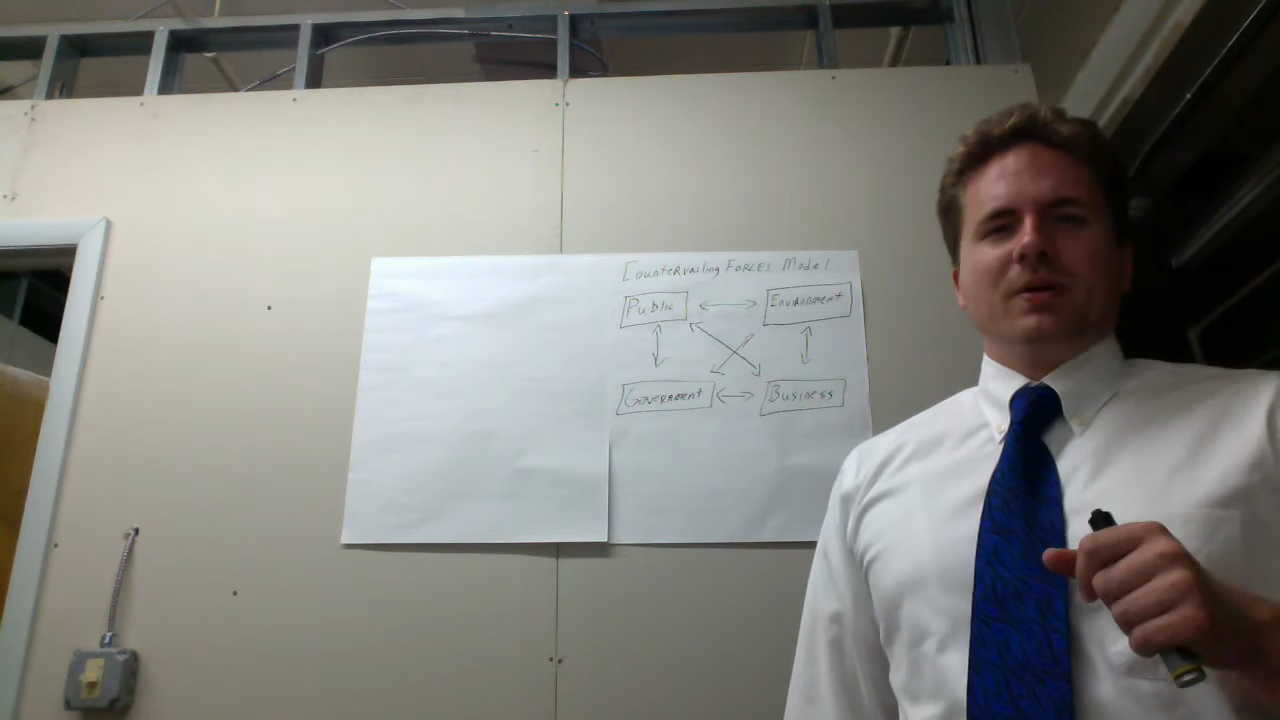 Countervailing Forces Model
Public
Environment
Government
Business